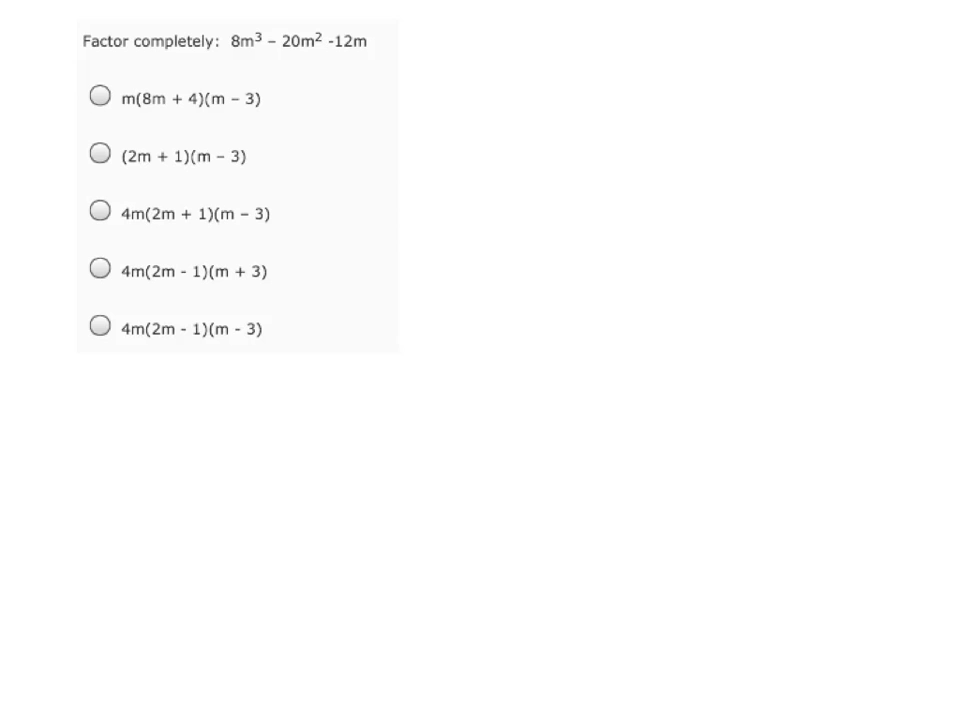 Factor completely: 8m³ – 20m² -12m
m(8m + 4)(m – 3)
(2m + 1)(m – 3)
4m(2m + 1)(m – 3)
4m(2m - 1)(m + 3)
4m(2m - 1)(m - 3)